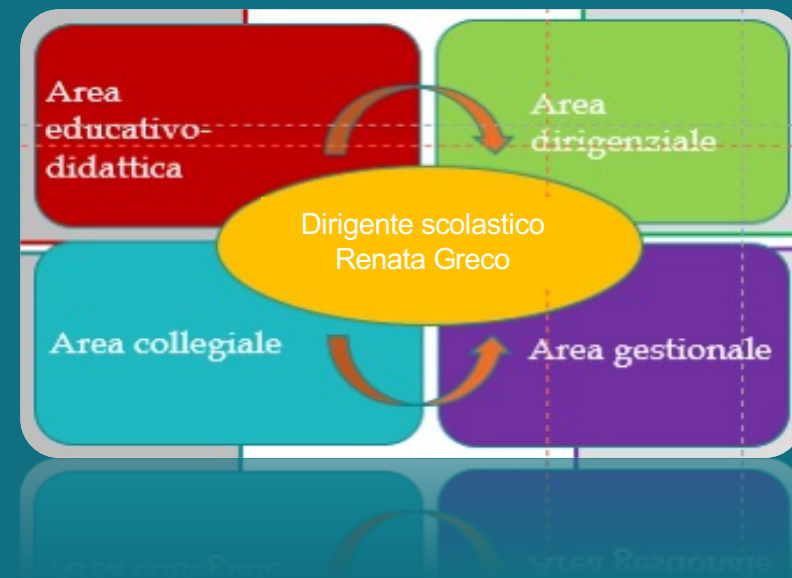 Area
educativo-
didattica
Area
dirigenziale
Dirigente scolastico
Renata Greco
Area collegiale
Area gestionale